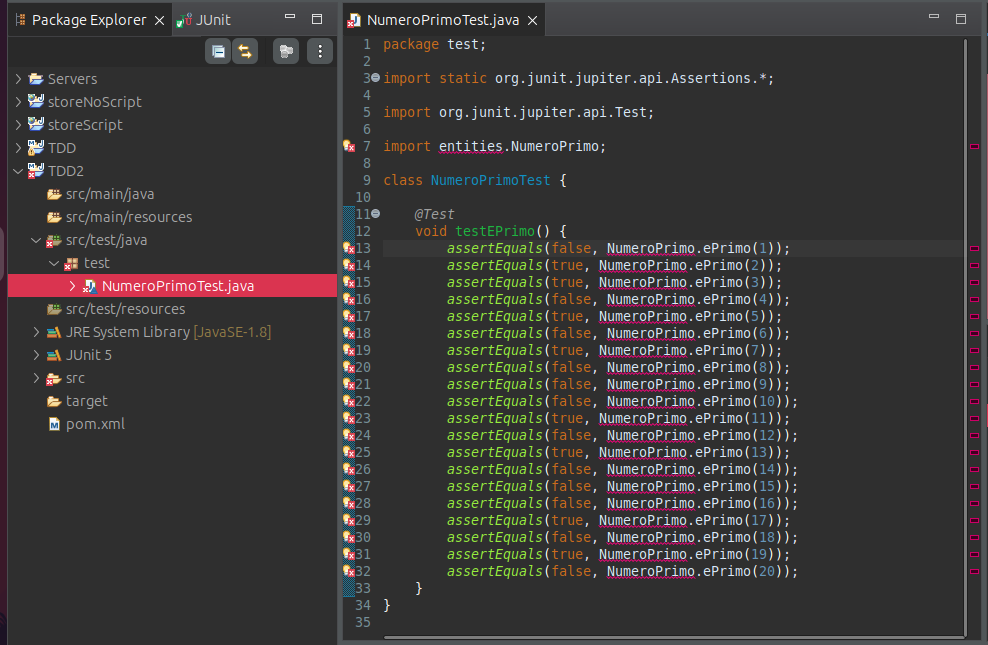 Package Explorer
JUnit
Servers
storeNoScript
storeScript
TDD
TDD2
src/main/java
src/main/resources
src/test/java
test
NumeroPrimoTest.java
src/test/resources
JRE System Library [JavaSE-1.8]
JUnit 5
src
target
pom.xml
NumeroPrimoTest.java
1 package test;
2
3 import static org.junit.jupiter.api.Assertions.*;
4
5 import org.junit.jupiter.api.Test;
6
7 import entities.NumeroPrimo;
8
9 class NumeroPrimoTest {
10
11 @Test
12 void testEPrimo() {
13 assertEquals(false, NumeroPrimo.ePrimo(1));
14 assertEquals(true, NumeroPrimo.ePrimo(2));
15 assertEquals(true, NumeroPrimo.ePrimo(3));
16 assertEquals(false, NumeroPrimo.ePrimo(4));
17 assertEquals(true, NumeroPrimo.ePrimo(5));
18 assertEquals(false, NumeroPrimo.ePrimo(6));
19 assertEquals(true, NumeroPrimo.ePrimo(7));
20 assertEquals(false, NumeroPrimo.ePrimo(8));
21 assertEquals(false, NumeroPrimo.ePrimo(9));
22 assertEquals(false, NumeroPrimo.ePrimo(10));
23 assertEquals(true, NumeroPrimo.ePrimo(11));
24 assertEquals(false, NumeroPrimo.ePrimo(12));
25 assertEquals(true, NumeroPrimo.ePrimo(13));
26 assertEquals(false, NumeroPrimo.ePrimo(14));
27 assertEquals(false, NumeroPrimo.ePrimo(15));
28 assertEquals(false, NumeroPrimo.ePrimo(16));
29 assertEquals(true, NumeroPrimo.ePrimo(17));
30 assertEquals(false, NumeroPrimo.ePrimo(18));
31 assertEquals(true, NumeroPrimo.ePrimo(19));
32 assertEquals(false, NumeroPrimo.ePrimo(20));
33 }
34 }
35